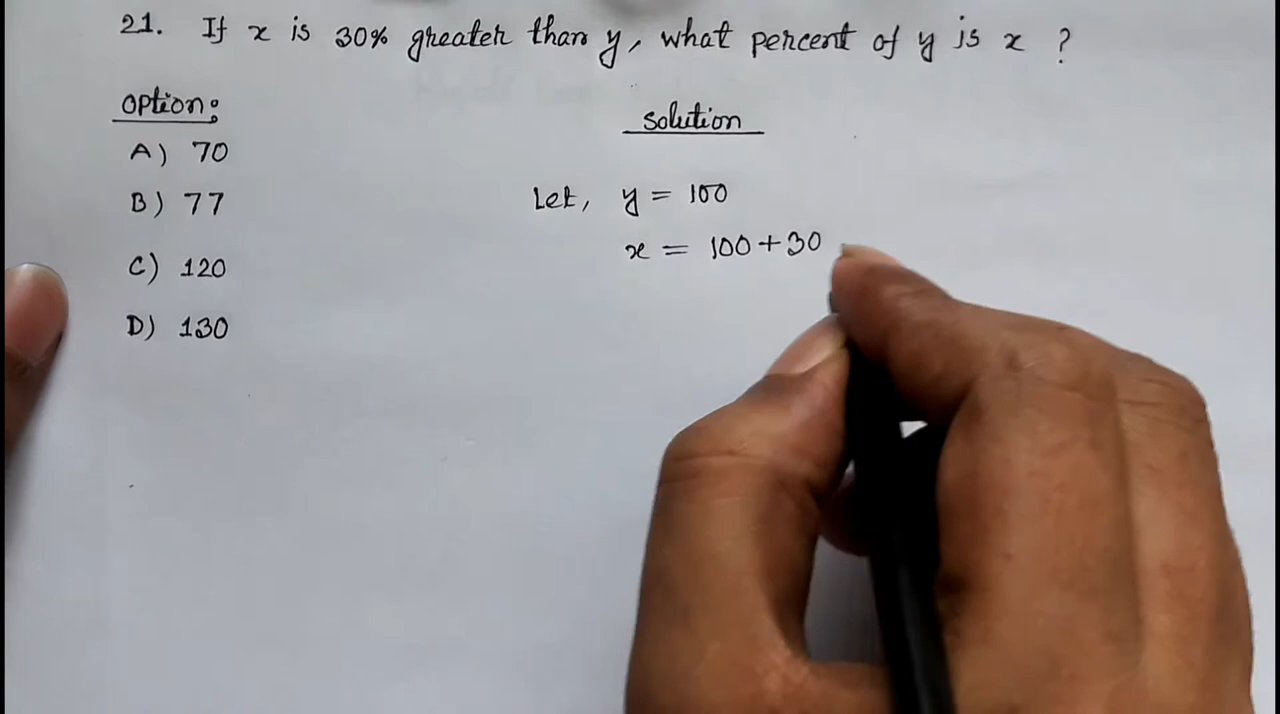 21. If x is 30% greater than y, what percent of y is x ?
option:
A) 70
B) 77
C) 120
D) 130
Solution
Let, y = 100
x = 100+30